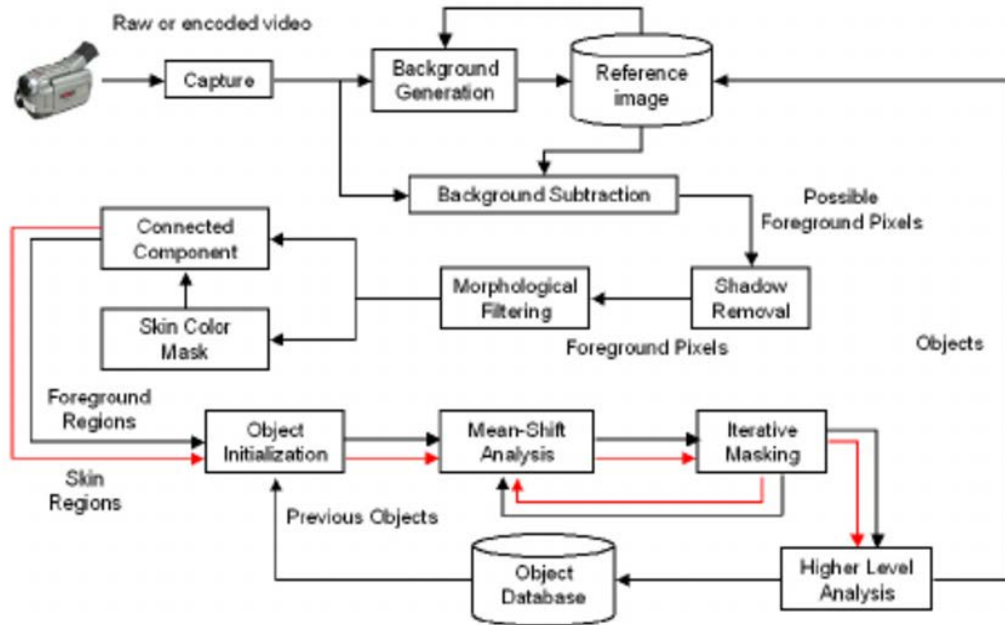 Raw or encoded video
Capture
Background
Generation
Reference
image
Background Subtraction
Possible
Foreground Pixels
Connected
Component
Morphological
Filtering
Shadow
Removal
Skin Color
Mask
Foreground Pixels
Objects
Foreground
Regions
Object
Initialization
Mean-Shift
Analysis
Iterative
Masking
Skin
Regions
Previous Objects
Object
Database
Higher Level
Analysis